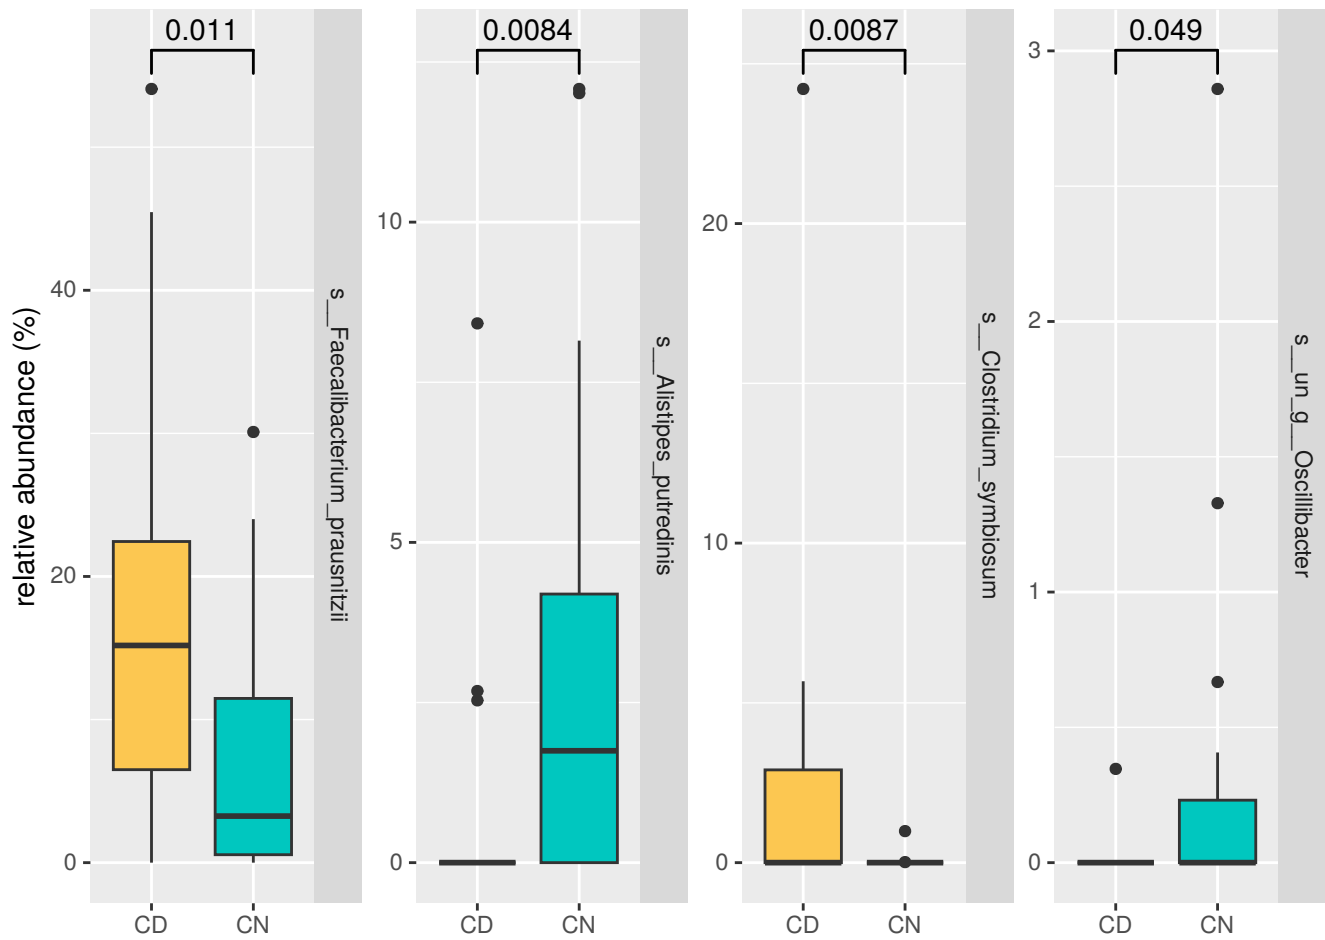 relative abundance (%)
0.011
40
20
0
CD CN
s__Faecalibacterium_prausnitzii
0.0084
10
5
0
CD CN
s__Alistipes_putredinis
0.0087
20
10
0
CD CN
s__Clostridium_symbiosum
0.049
3
2
1
0
CD CN
s__un_g__Oscillibacter